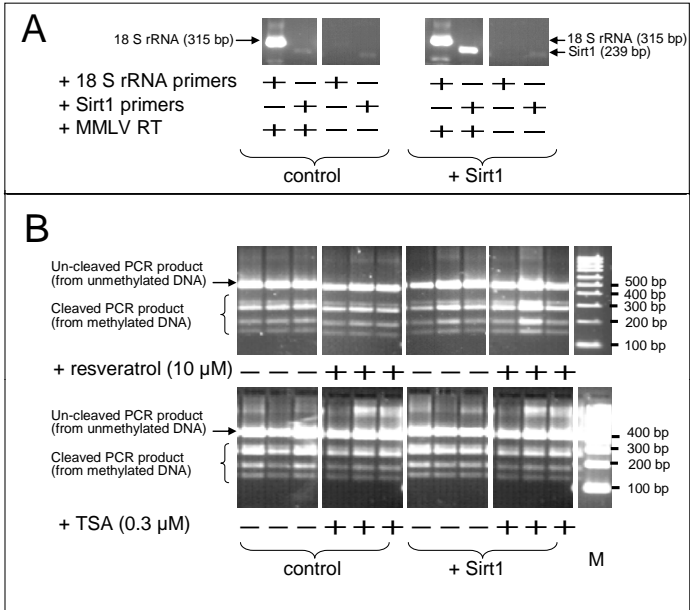 A
18 S rRNA (315 bp)
18 S rRNA (315 bp)
Sirt1 (239 bp)
+ 18 S rRNA primers + — + — + — + —
+ Sirt1 primers — + — + — + — +
+ MMLV RT + + — — + + — —
control
+ Sirt1
B
Un-cleaved PCR product
(from unmethylated DNA)
Cleaved PCR product
(from methylated DNA)
500 bp
400 bp
300 bp
200 bp
100 bp
+ resveratrol (10 µM) — — — + + + — — — + + +
Un-cleaved PCR product
(from unmethylated DNA)
Cleaved PCR product
(from methylated DNA)
400 bp
300 bp
200 bp
100 bp
+ TSA (0.3 µM) — — — + + + — — — + + +
control
+ Sirt1
M